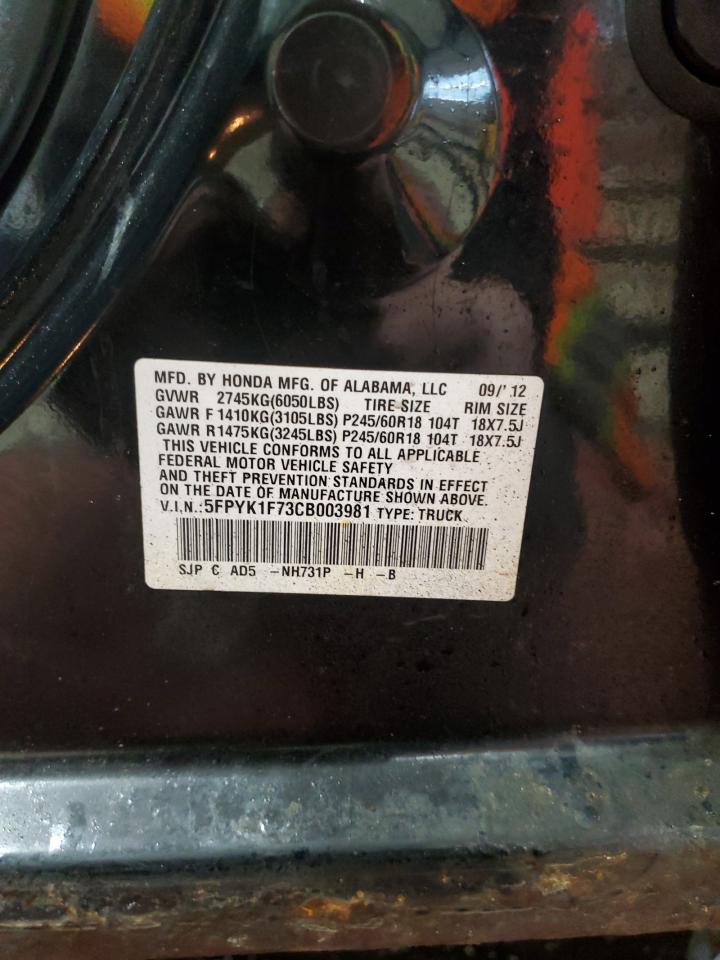 MFD. BY HONDA MFG. OF ALABAMA, LLC 09/'12
GVWR 2745KG(6050LBS) TIRE SIZE RIM SIZE
GAWR F 1410KG(3105LBS) P245/60R18 104T 18X7.5J
GAWR R 1475KG(3245LBS) P245/60R18 104T 18X7.5J
THIS VEHICLE CONFORMS TO ALL APPLICABLE
FEDERAL MOTOR VEHICLE SAFETY
AND THEFT PREVENTION STANDARDS IN EFFECT
ON THE DATE OF MANUFACTURE SHOWN ABOVE.
V.I.N.:5FPYK1F73CB003981 TYPE:TRUCK
SJP C AD5 -NH731P -H -B